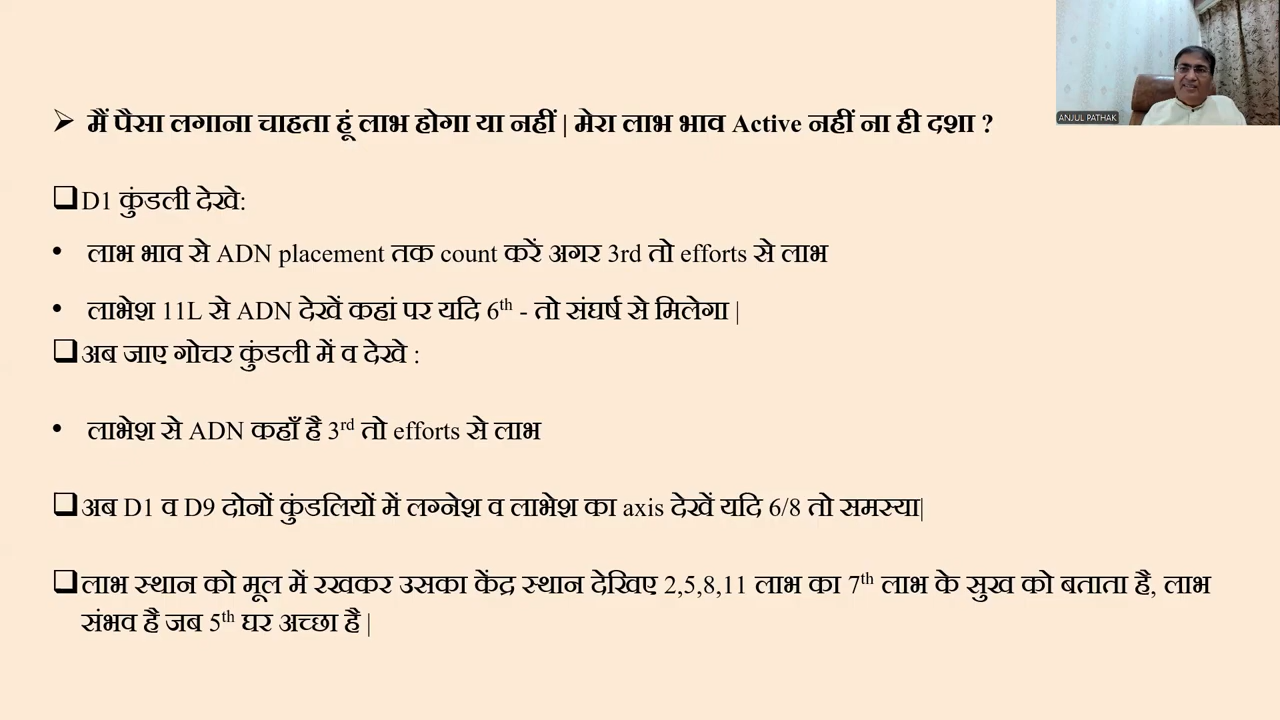 ANJUL PATHAK
➢ मैं पैसा लगाना चाहता हूं लाभ होगा या नहीं | मेरा लाभ भाव Active नहीं ना ही दशा ?
❑D1 कुंडली देखे:
• लाभ भाव से ADN placement तक count करें अगर 3rd तो efforts से लाभ
• लाभेश 11L से ADN देखें कहां पर यदि 6th - तो संघर्ष से मिलेगा |
❑अब जाए गोचर कुंडली में व देखे :
• लाभेश से ADN कहाँ है 3rd तो efforts से लाभ
❑अब D1 व D9 दोनों कुंडलियों में लग्नेश व लाभेश का axis देखें यदि 6/8 तो समस्या|
❑लाभ स्थान को मूल में रखकर उसका केंद्र स्थान देखिए 2,5,8,11 लाभ का 7th लाभ के सुख को बताता है, लाभ
संभव है जब 5th घर अच्छा है |